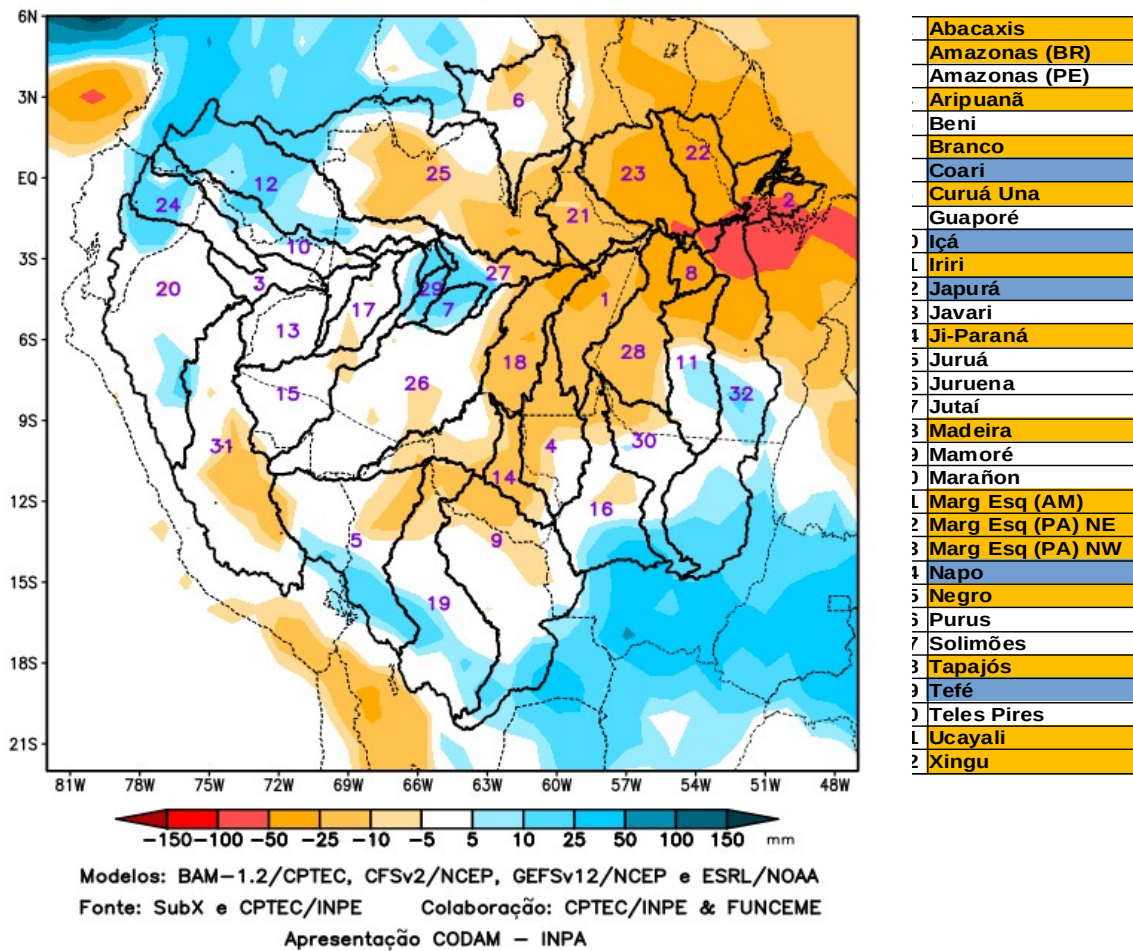 6N
3N
EQ
3S
6S
9S
12S
15S
18S
21S
81W 78W 75W 72W 69W 66W 63W 60W 57W 54W 51W 48W
6
22
25 23
12
2
24
21
10
27
20 3 29 8
17 7 1
13
18 28 11
15 26 32
31 4 30
14
16
5 9
19
−150 −100 −50 −25 −10 −5 5 10 25 50 100 150 mm
Modelos: BAM−1.2/CPTEC, CFSv2/NCEP, GEFSv12/NCEP e ESRL/NOAA
Fonte: SubX e CPTEC/INPE Colaboração: CPTEC/INPE & FUNCEME
Apresentação CODAM − INPA
Abacaxis
Amazonas (BR)
Amazonas (PE)
Aripuanã
Beni
Branco
Coari
Curuá Una
Guaporé
Içá
Iriri
Japurá
Javari
Ji-Paraná
Juruá
Juruena
Jutaí
Madeira
Mamoré
Marañon
Marg Esq (AM)
Marg Esq (PA) NE
Marg Esq (PA) NW
Napo
Negro
Purus
Solimões
Tapajós
Tefé
Teles Pires
Ucayali
Xingu